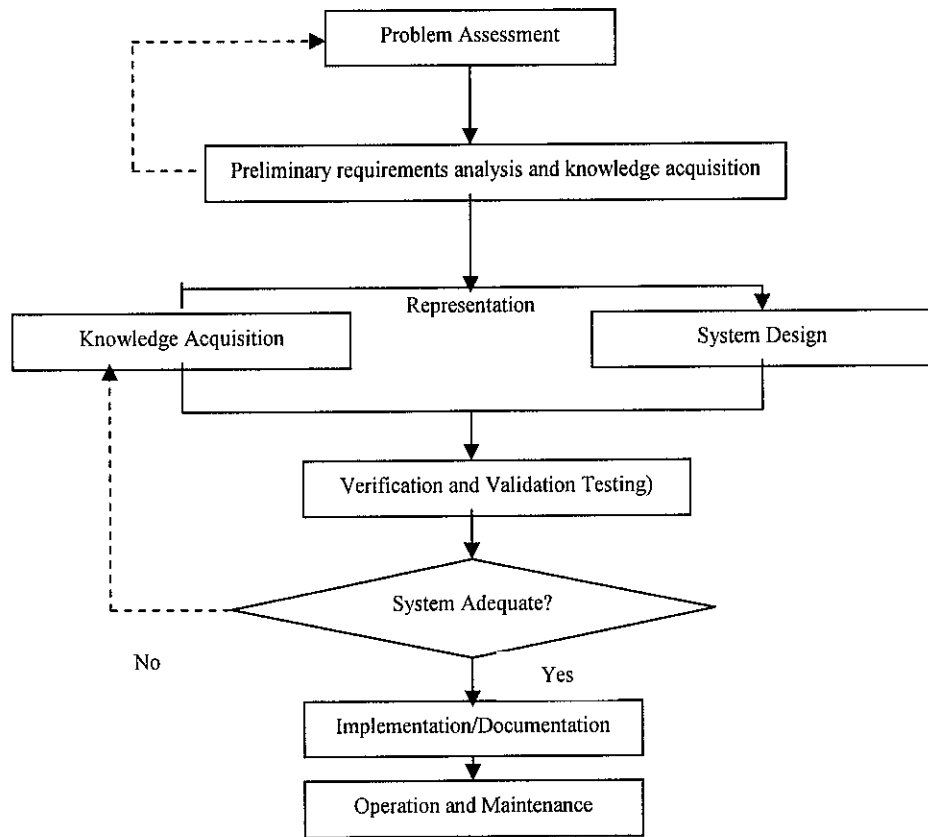 Problem Assessment
Preliminary requirements analysis and knowledge acquisition
Representation
Knowledge Acquisition
System Design
Verification and Validation Testing)
System Adequate?
No
Yes
Implementation/Documentation
Operation and Maintenance